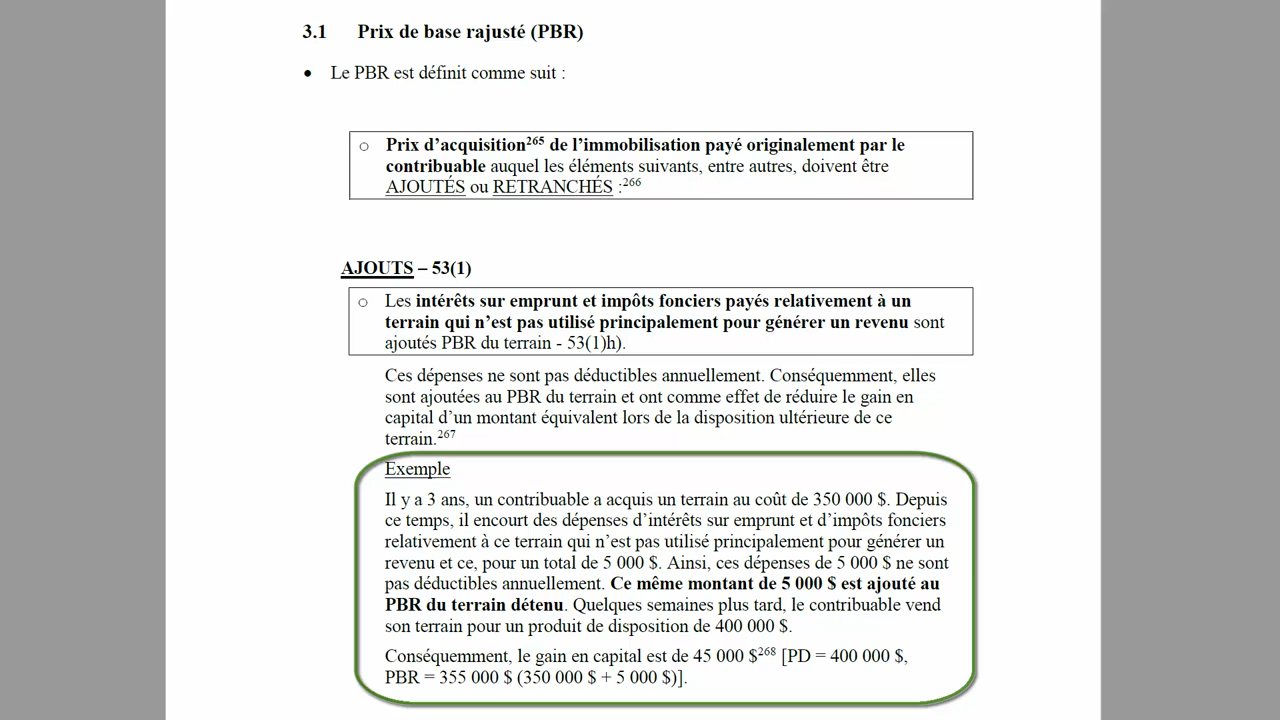 3.1 Prix de base rajusté (PBR)
• Le PBR est définit comme suit :
○ Prix d’acquisition265 de l’immobilisation payé originalement par le
contribuable auquel les éléments suivants, entre autres, doivent être
AJOUTÉS ou RETRANCHÉS :266
AJOUTS – 53(1)
○ Les intérêts sur emprunt et impôts fonciers payés relativement à un
terrain qui n’est pas utilisé principalement pour générer un revenu sont
ajoutés PBR du terrain - 53(1)h).
Ces dépenses ne sont pas déductibles annuellement. Conséquemment, elles
sont ajoutées au PBR du terrain et ont comme effet de réduire le gain en
capital d’un montant équivalent lors de la disposition ultérieure de ce
terrain.267
Exemple
Il y a 3 ans, un contribuable a acquis un terrain au coût de 350 000 $. Depuis
ce temps, il encourt des dépenses d’intérêts sur emprunt et d’impôts fonciers
relativement à ce terrain qui n’est pas utilisé principalement pour générer un
revenu et ce, pour un total de 5 000 $. Ainsi, ces dépenses de 5 000 $ ne sont
pas déductibles annuellement. Ce même montant de 5 000 $ est ajouté au
PBR du terrain détenu. Quelques semaines plus tard, le contribuable vend
son terrain pour un produit de disposition de 400 000 $.
Conséquemment, le gain en capital est de 45 000 $268 [PD = 400 000 $,
PBR = 355 000 $ (350 000 $ + 5 000 $)].